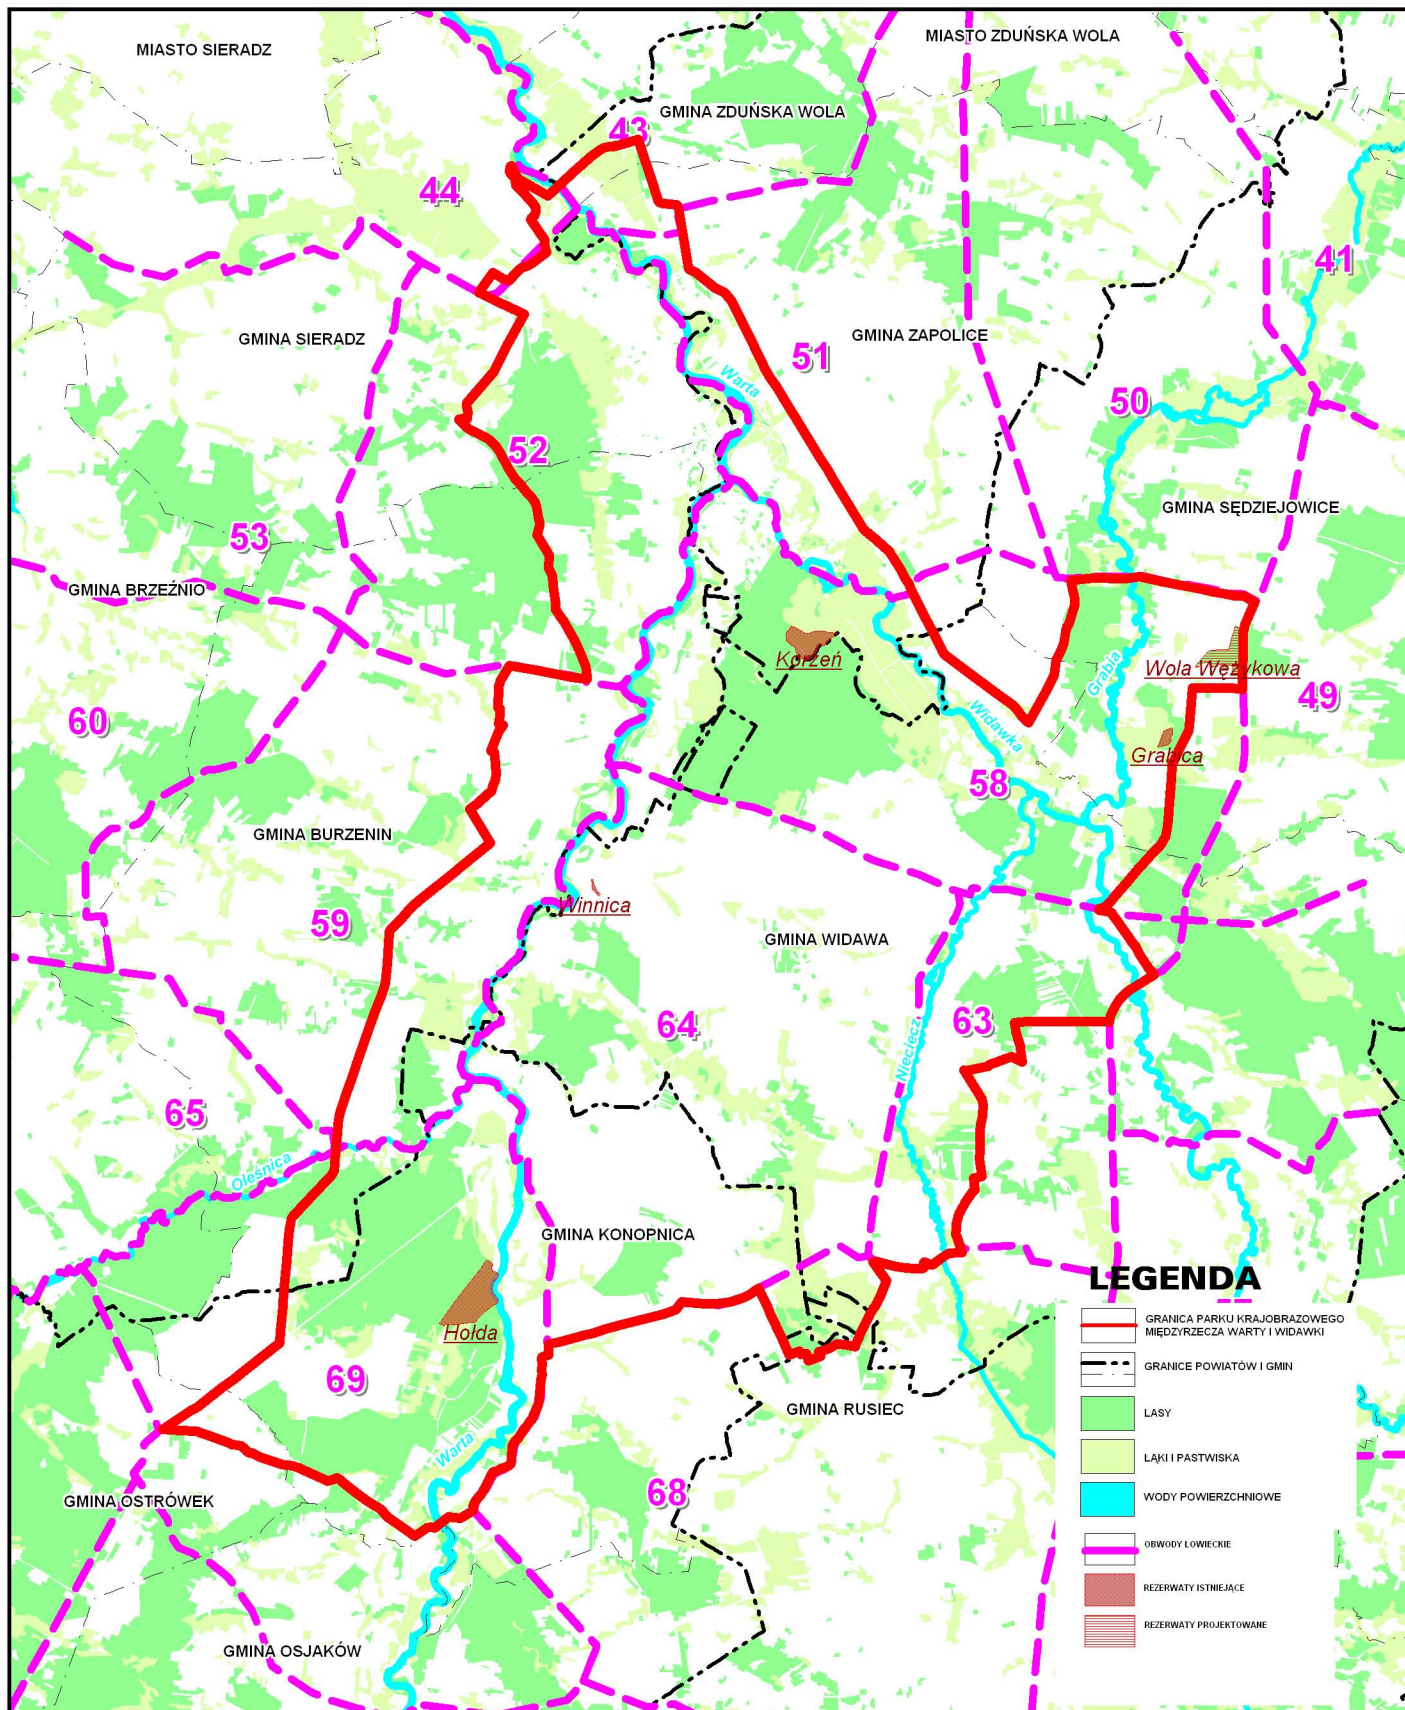 MIASTO SIERADZ
MIASTO ZDUŃSKA WOLA
GMINA ZDUŃSKA WOLA
43
44
41
GMINA SIERADZ
51
GMINA ZAPOLICE
Warta
50
52
GMINA SĘDZIEJOWICE
53
GMINA BRZEŹNIO
Korzeń
Grabia
Wola Wężykowa
49
60
Widawka
Grabica
58
GMINA BURZENIN
Winnica
59
GMINA WIDAWA
64
63
Nieciecz
65
Oleśnica
GMINA KONOPNICA
Hołda
69
GMINA RUSIEC
Warta
68
GMINA OSTRÓWEK
GMINA OSJAKÓW
LEGENDA
GRANICA PARKU KRAJOBRAZOWEGO
MIĘDZYRZECZA WARTY I WIDAWKI
GRANICE POWIATÓW I GMIN
LASY
ŁĄKI I PASTWISKA
WODY POWIERZCHNIOWE
OBWODY ŁOWIECKIE
REZERWATY ISTNIEJĄCE
REZERWATY PROJEKTOWANE